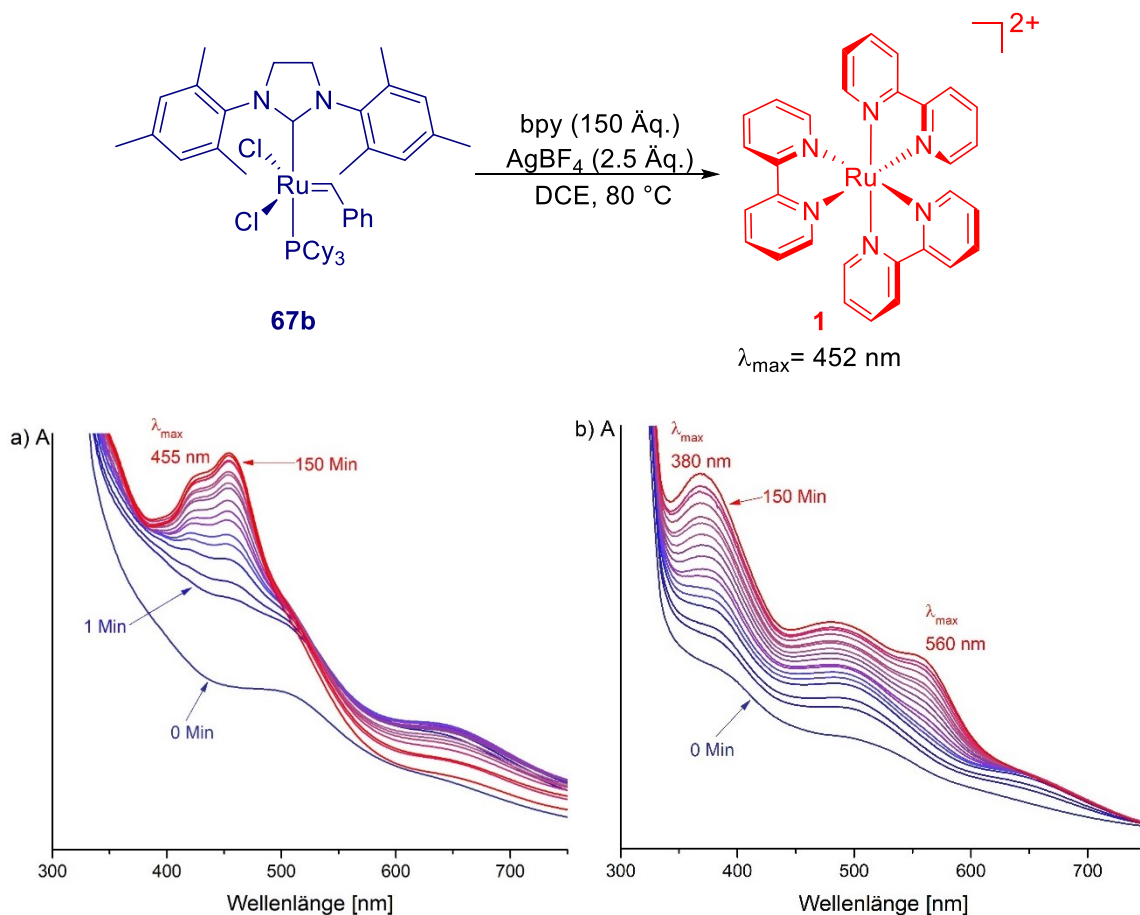 2+
N N
Cl
Ru
Cl
Ph
PCy3
67b
bpy (150 Äq.)
AgBF4 (2.5 Äq.)
DCE, 80 °C
N
N N
Ru
N N
N
1
λmax= 452 nm
a) A
λmax
455 nm
150 Min
1 Min
0 Min
300 400 500 600 700
Wellenlänge [nm]
b) A
λmax
380 nm
150 Min
λmax
560 nm
0 Min
300 400 500 600 700
Wellenlänge [nm]